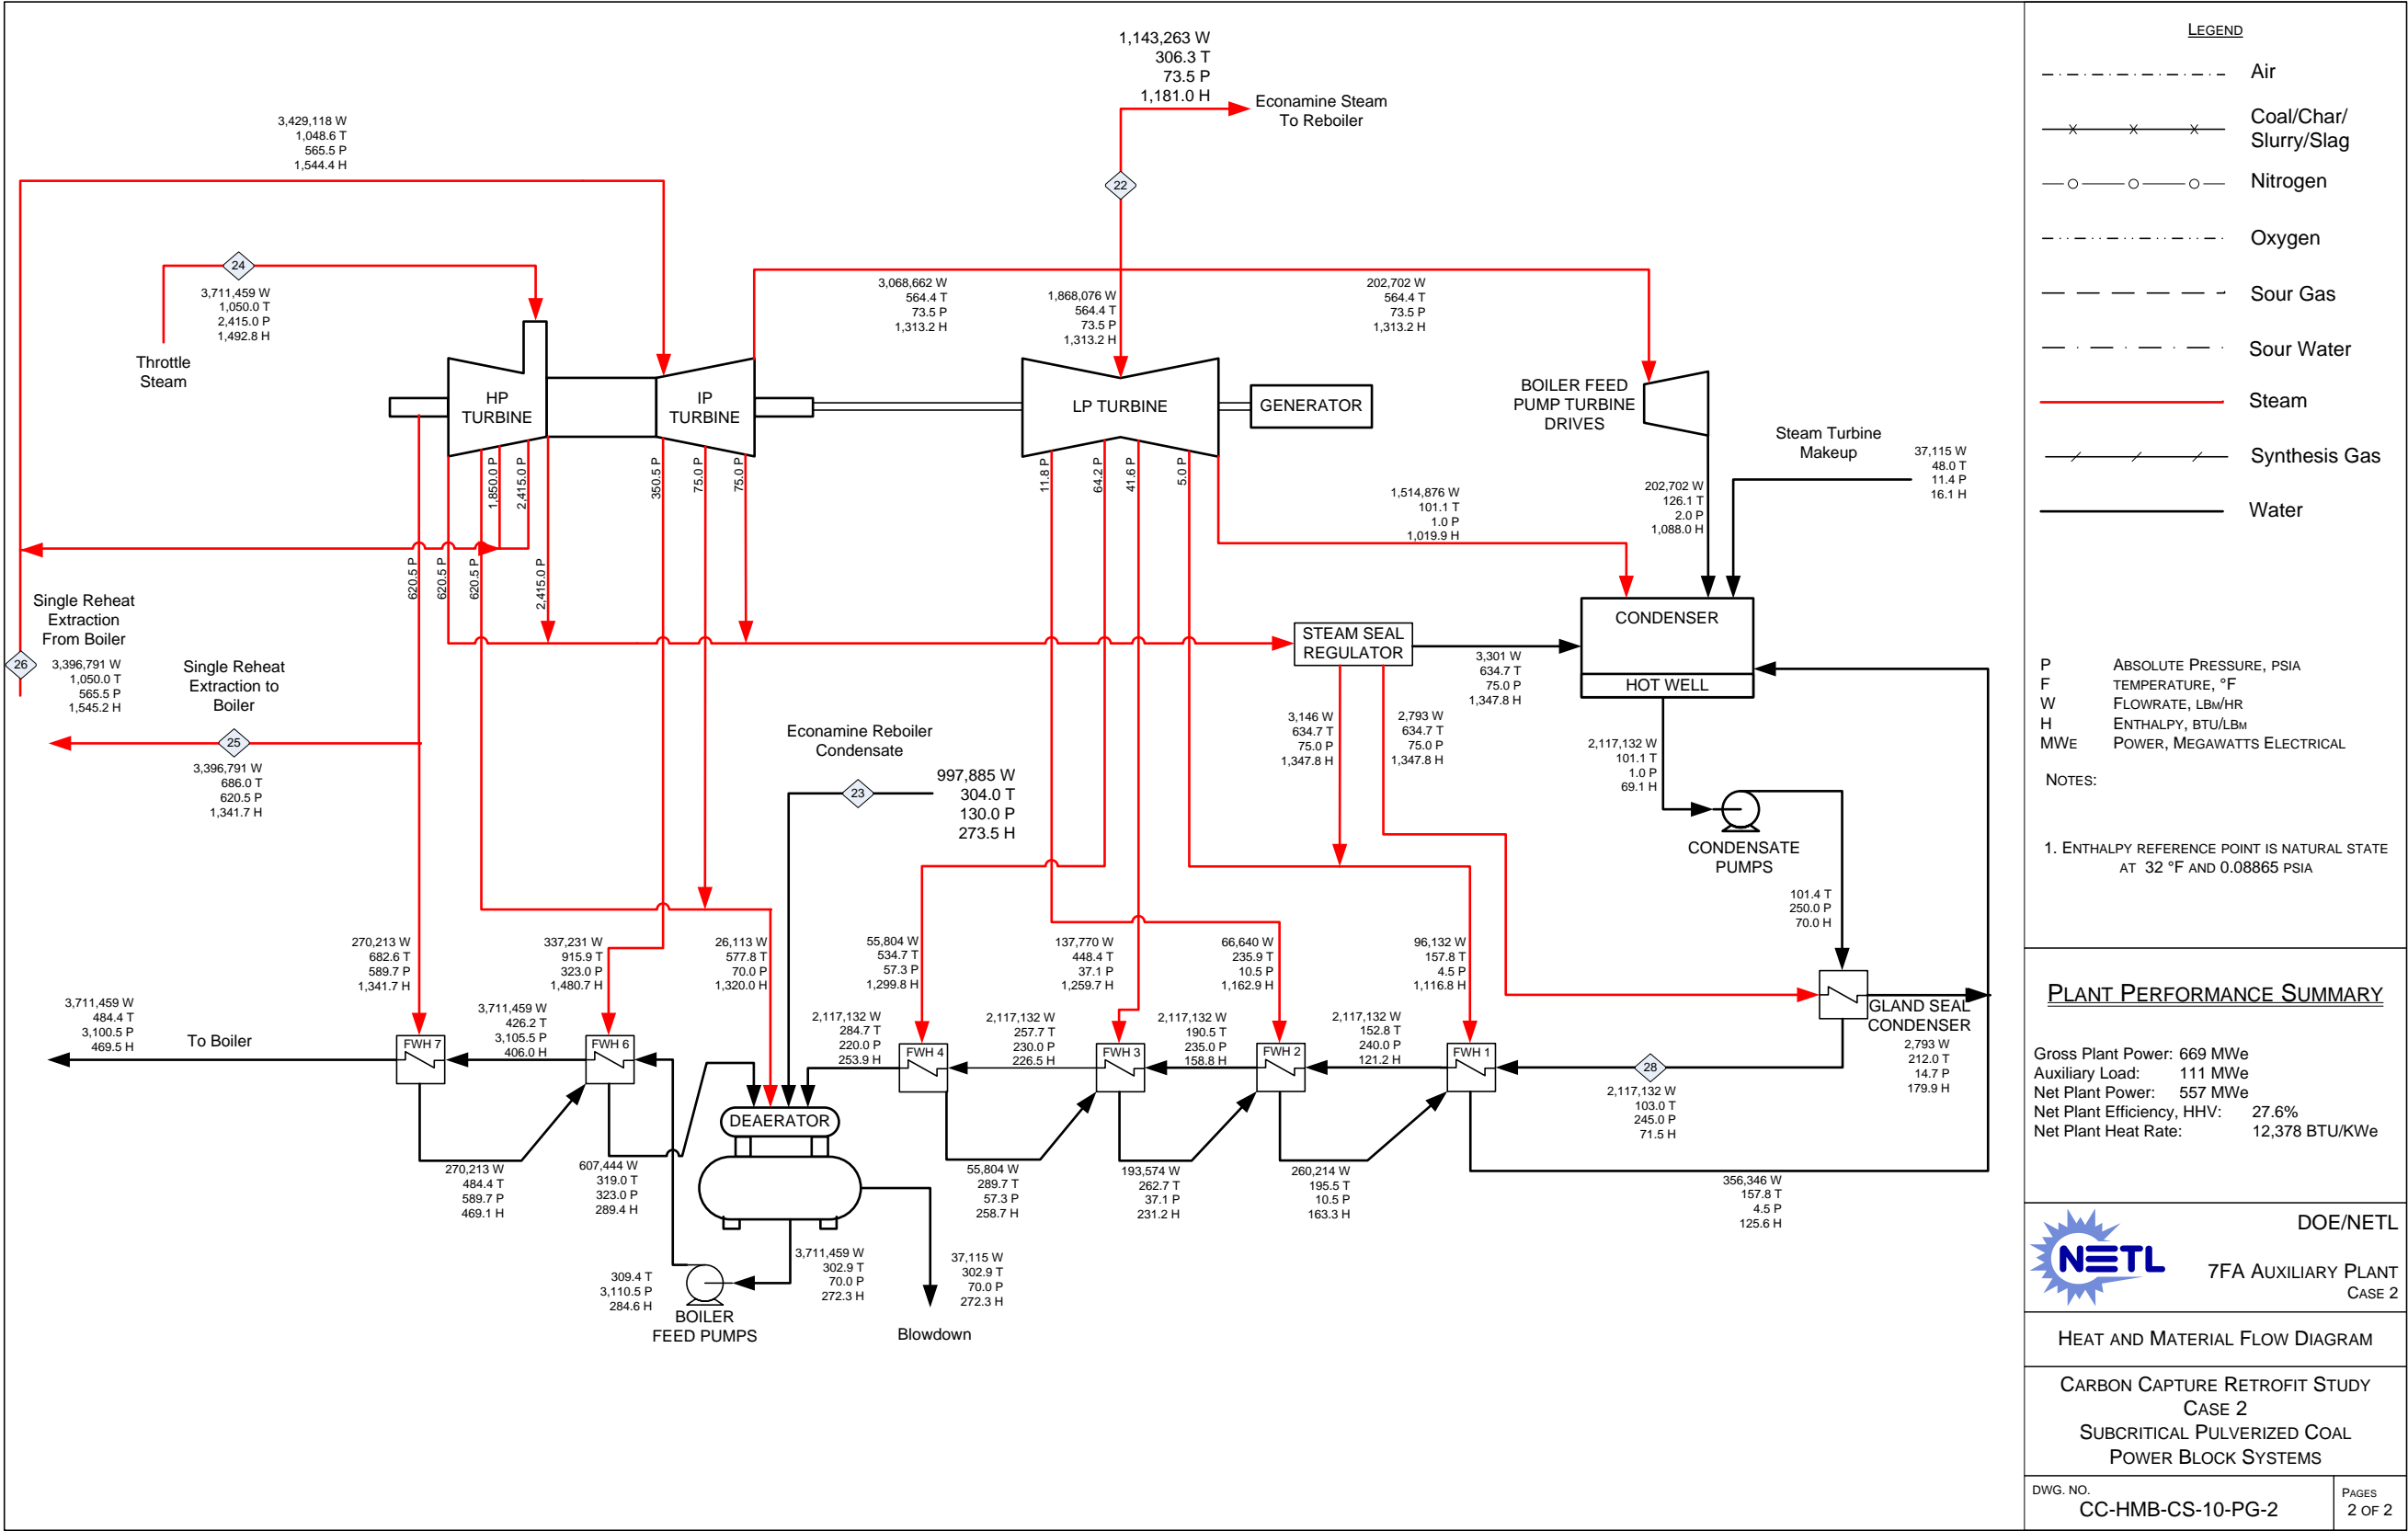 1,143,263 W
306.3 T
73.5 P
1,181.0 H
Econamine Steam
To Reboiler
3,429,118 W
1,048.6 T
565.5 P
1,544.4 H
22
24
3,711,459 W
1,050.0 T
2,415.0 P
1,492.8 H
Throttle
Steam
3,068,662 W
564.4 T
73.5 P
1,313.2 H
1,868,076 W
564.4 T
73.5 P
1,313.2 H
202,702 W
564.4 T
73.5 P
1,313.2 H
HP
TURBINE
IP
TURBINE
LP TURBINE
GENERATOR
BOILER FEED
PUMP TURBINE
DRIVES
Steam Turbine
Makeup
37,115 W
48.0 T
11.4 P
16.1 H
1,850.0 P
2,415.0 P
350.5 P
75.0 P
75.0 P
11.8 P
64.2 P
41.6 P
5.0 P
1,514,876 W
101.1 T
1.0 P
1,019.9 H
202,702 W
126.1 T
2.0 P
1,088.0 H
620.5 P
620.5 P
620.5 P
2,415.0 P
Single Reheat
Extraction
From Boiler
26
3,396,791 W
1,050.0 T
565.5 P
1,545.2 H
Single Reheat
Extraction to
Boiler
25
3,396,791 W
686.0 T
620.5 P
1,341.7 H
STEAM SEAL
REGULATOR
3,301 W
634.7 T
75.0 P
1,347.8 H
CONDENSER
HOT WELL
3,146 W
634.7 T
75.0 P
1,347.8 H
2,793 W
634.7 T
75.0 P
1,347.8 H
2,117,132 W
101.1 T
1.0 P
69.1 H
Econamine Reboiler
Condensate
23
997,885 W
304.0 T
130.0 P
273.5 H
CONDENSATE
PUMPS
101.4 T
250.0 P
70.0 H
270,213 W
682.6 T
589.7 P
1,341.7 H
337,231 W
915.9 T
323.0 P
1,480.7 H
26,113 W
577.8 T
70.0 P
1,320.0 H
55,804 W
534.7 T
57.3 P
1,299.8 H
137,770 W
448.4 T
37.1 P
1,259.7 H
66,640 W
235.9 T
10.5 P
1,162.9 H
96,132 W
157.8 T
4.5 P
1,116.8 H
GLAND SEAL
CONDENSER
2,793 W
212.0 T
14.7 P
179.9 H
3,711,459 W
484.4 T
3,100.5 P
469.5 H
To Boiler
FWH 7
3,711,459 W
426.2 T
3,105.5 P
406.0 H
FWH 6
2,117,132 W
284.7 T
220.0 P
253.9 H
FWH 4
2,117,132 W
257.7 T
230.0 P
226.5 H
FWH 3
2,117,132 W
190.5 T
235.0 P
158.8 H
FWH 2
2,117,132 W
152.8 T
240.0 P
121.2 H
FWH 1
28
2,117,132 W
103.0 T
245.0 P
71.5 H
DEAERATOR
270,213 W
484.4 T
589.7 P
469.1 H
607,444 W
319.0 T
323.0 P
289.4 H
55,804 W
289.7 T
57.3 P
258.7 H
193,574 W
262.7 T
37.1 P
231.2 H
260,214 W
195.5 T
10.5 P
163.3 H
356,346 W
157.8 T
4.5 P
125.6 H
309.4 T
3,110.5 P
284.6 H
BOILER
FEED PUMPS
3,711,459 W
302.9 T
70.0 P
272.3 H
37,115 W
302.9 T
70.0 P
272.3 H
Blowdown
LEGEND
Air
Coal/Char/
Slurry/Slag
Nitrogen
Oxygen
Sour Gas
Sour Water
Steam
Synthesis Gas
Water
P ABSOLUTE PRESSURE, PSIA
F TEMPERATURE, °F
W FLOWRATE, LBM/HR
H ENTHALPY, BTU/LBM
MWE POWER, MEGAWATTS ELECTRICAL
NOTES:
1. ENTHALPY REFERENCE POINT IS NATURAL STATE
AT 32 °F AND 0.08865 PSIA
PLANT PERFORMANCE SUMMARY
Gross Plant Power: 669 MWe
Auxiliary Load: 111 MWe
Net Plant Power: 557 MWe
Net Plant Efficiency, HHV: 27.6%
Net Plant Heat Rate: 12,378 BTU/KWe
NETL
DOE/NETL
7FA AUXILIARY PLANT
CASE 2
HEAT AND MATERIAL FLOW DIAGRAM
CARBON CAPTURE RETROFIT STUDY
CASE 2
SUBCRITICAL PULVERIZED COAL
POWER BLOCK SYSTEMS
DWG. NO.
CC-HMB-CS-10-PG-2
PAGES
2 OF 2